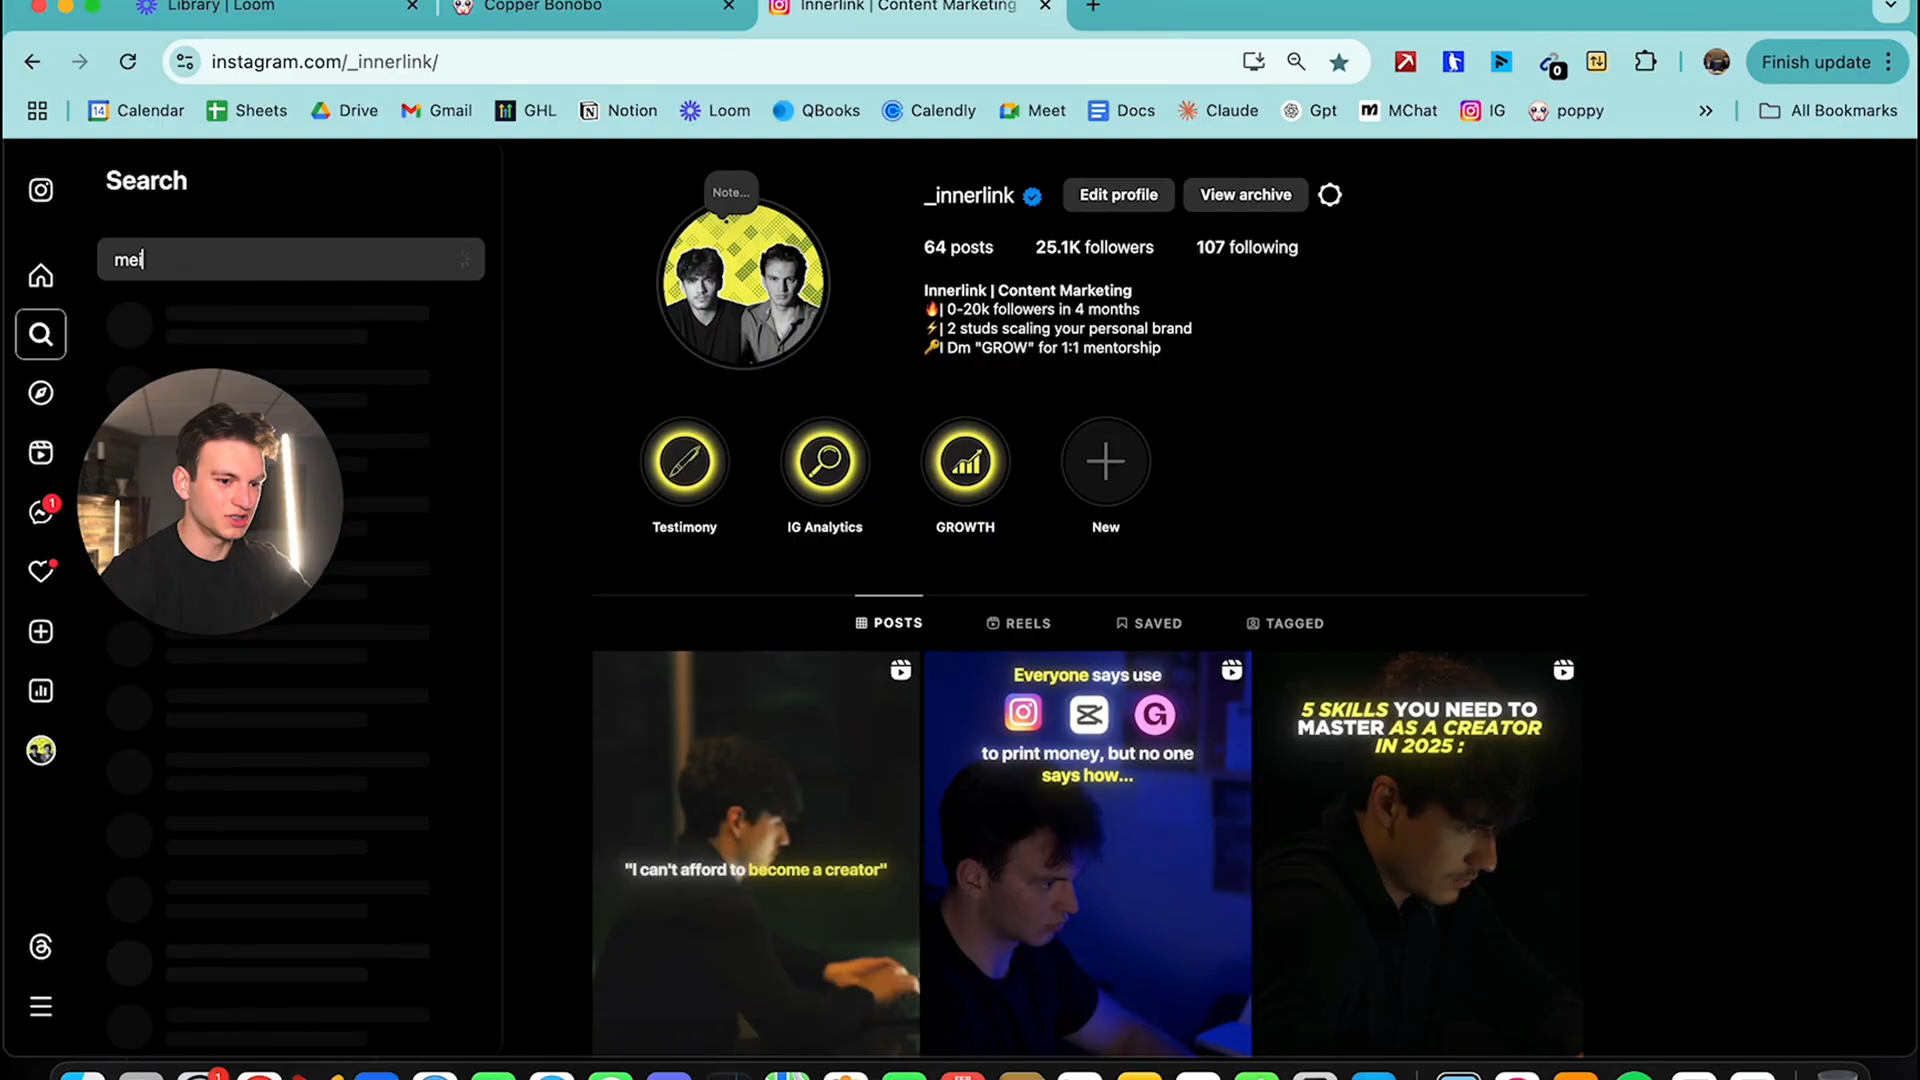 Library | Loom
Copper Bonobo
Innerlink | Content Marketing
instagram.com/_innerlink/
0
Finish update
14
Calendar
Sheets
Drive
Gmail
GHL
Notion
Loom
QBooks
Calendly
Meet
Docs
Claude
Gpt
MChat
IG
poppy
All Bookmarks
Search
mei
1
Note...
_innerlink
Edit profile
View archive
64 posts
25.1K followers
107 following
Innerlink | Content Marketing
🔥| 0-20k followers in 4 months
⚡| 2 studs scaling your personal brand
🔑| Dm "GROW" for 1:1 mentorship
Testimony
IG Analytics
GROWTH
New
POSTS
REELS
SAVED
TAGGED
"I can't afford to become a creator"
Everyone says use
G
to print money, but no one
says how...
5 SKILLS YOU NEED TO
MASTER AS A CREATOR
IN 2025 :
1